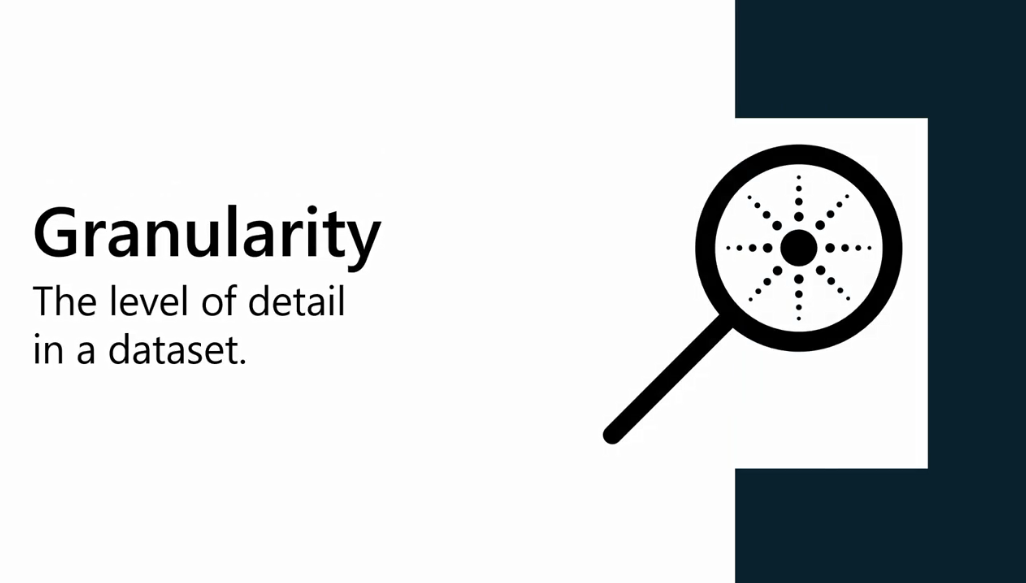 Granularity
The level of detail
in a dataset.